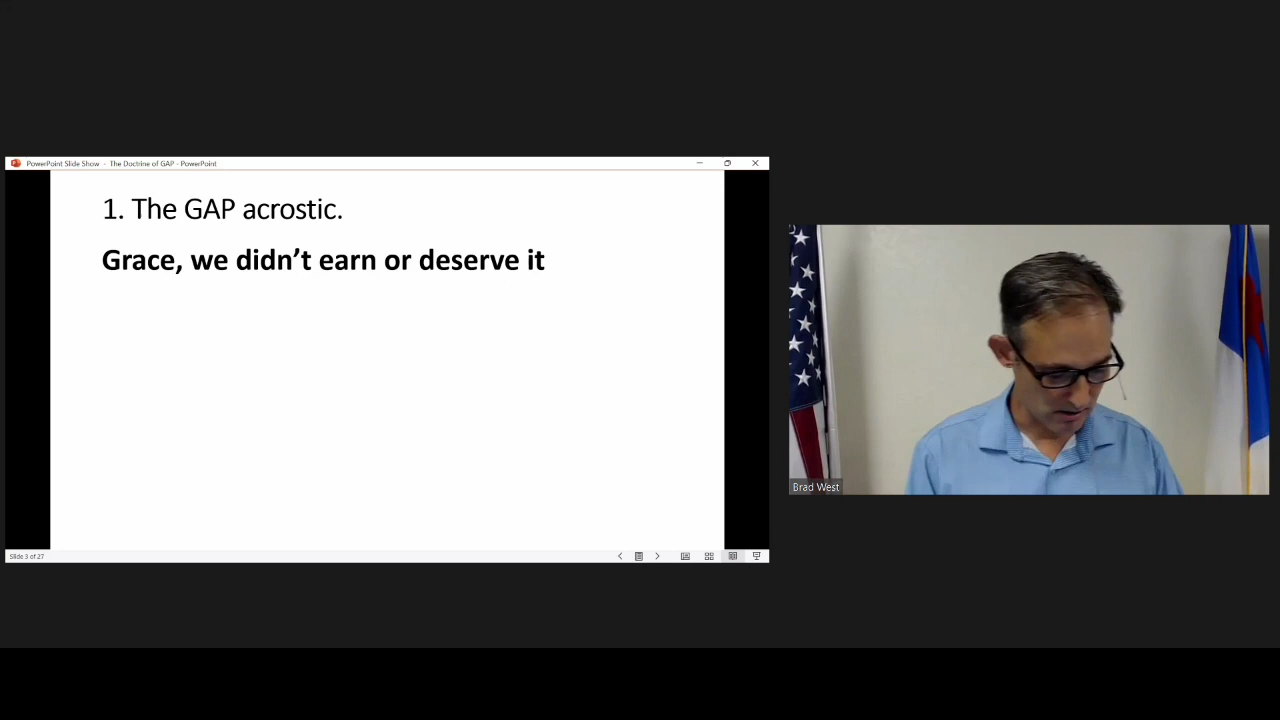 PowerPoint Slide Show - The Doctrine of GAP - PowerPoint
1. The GAP acrostic.
Grace, we didn’t earn or deserve it
Slide 3 of 27
Brad West